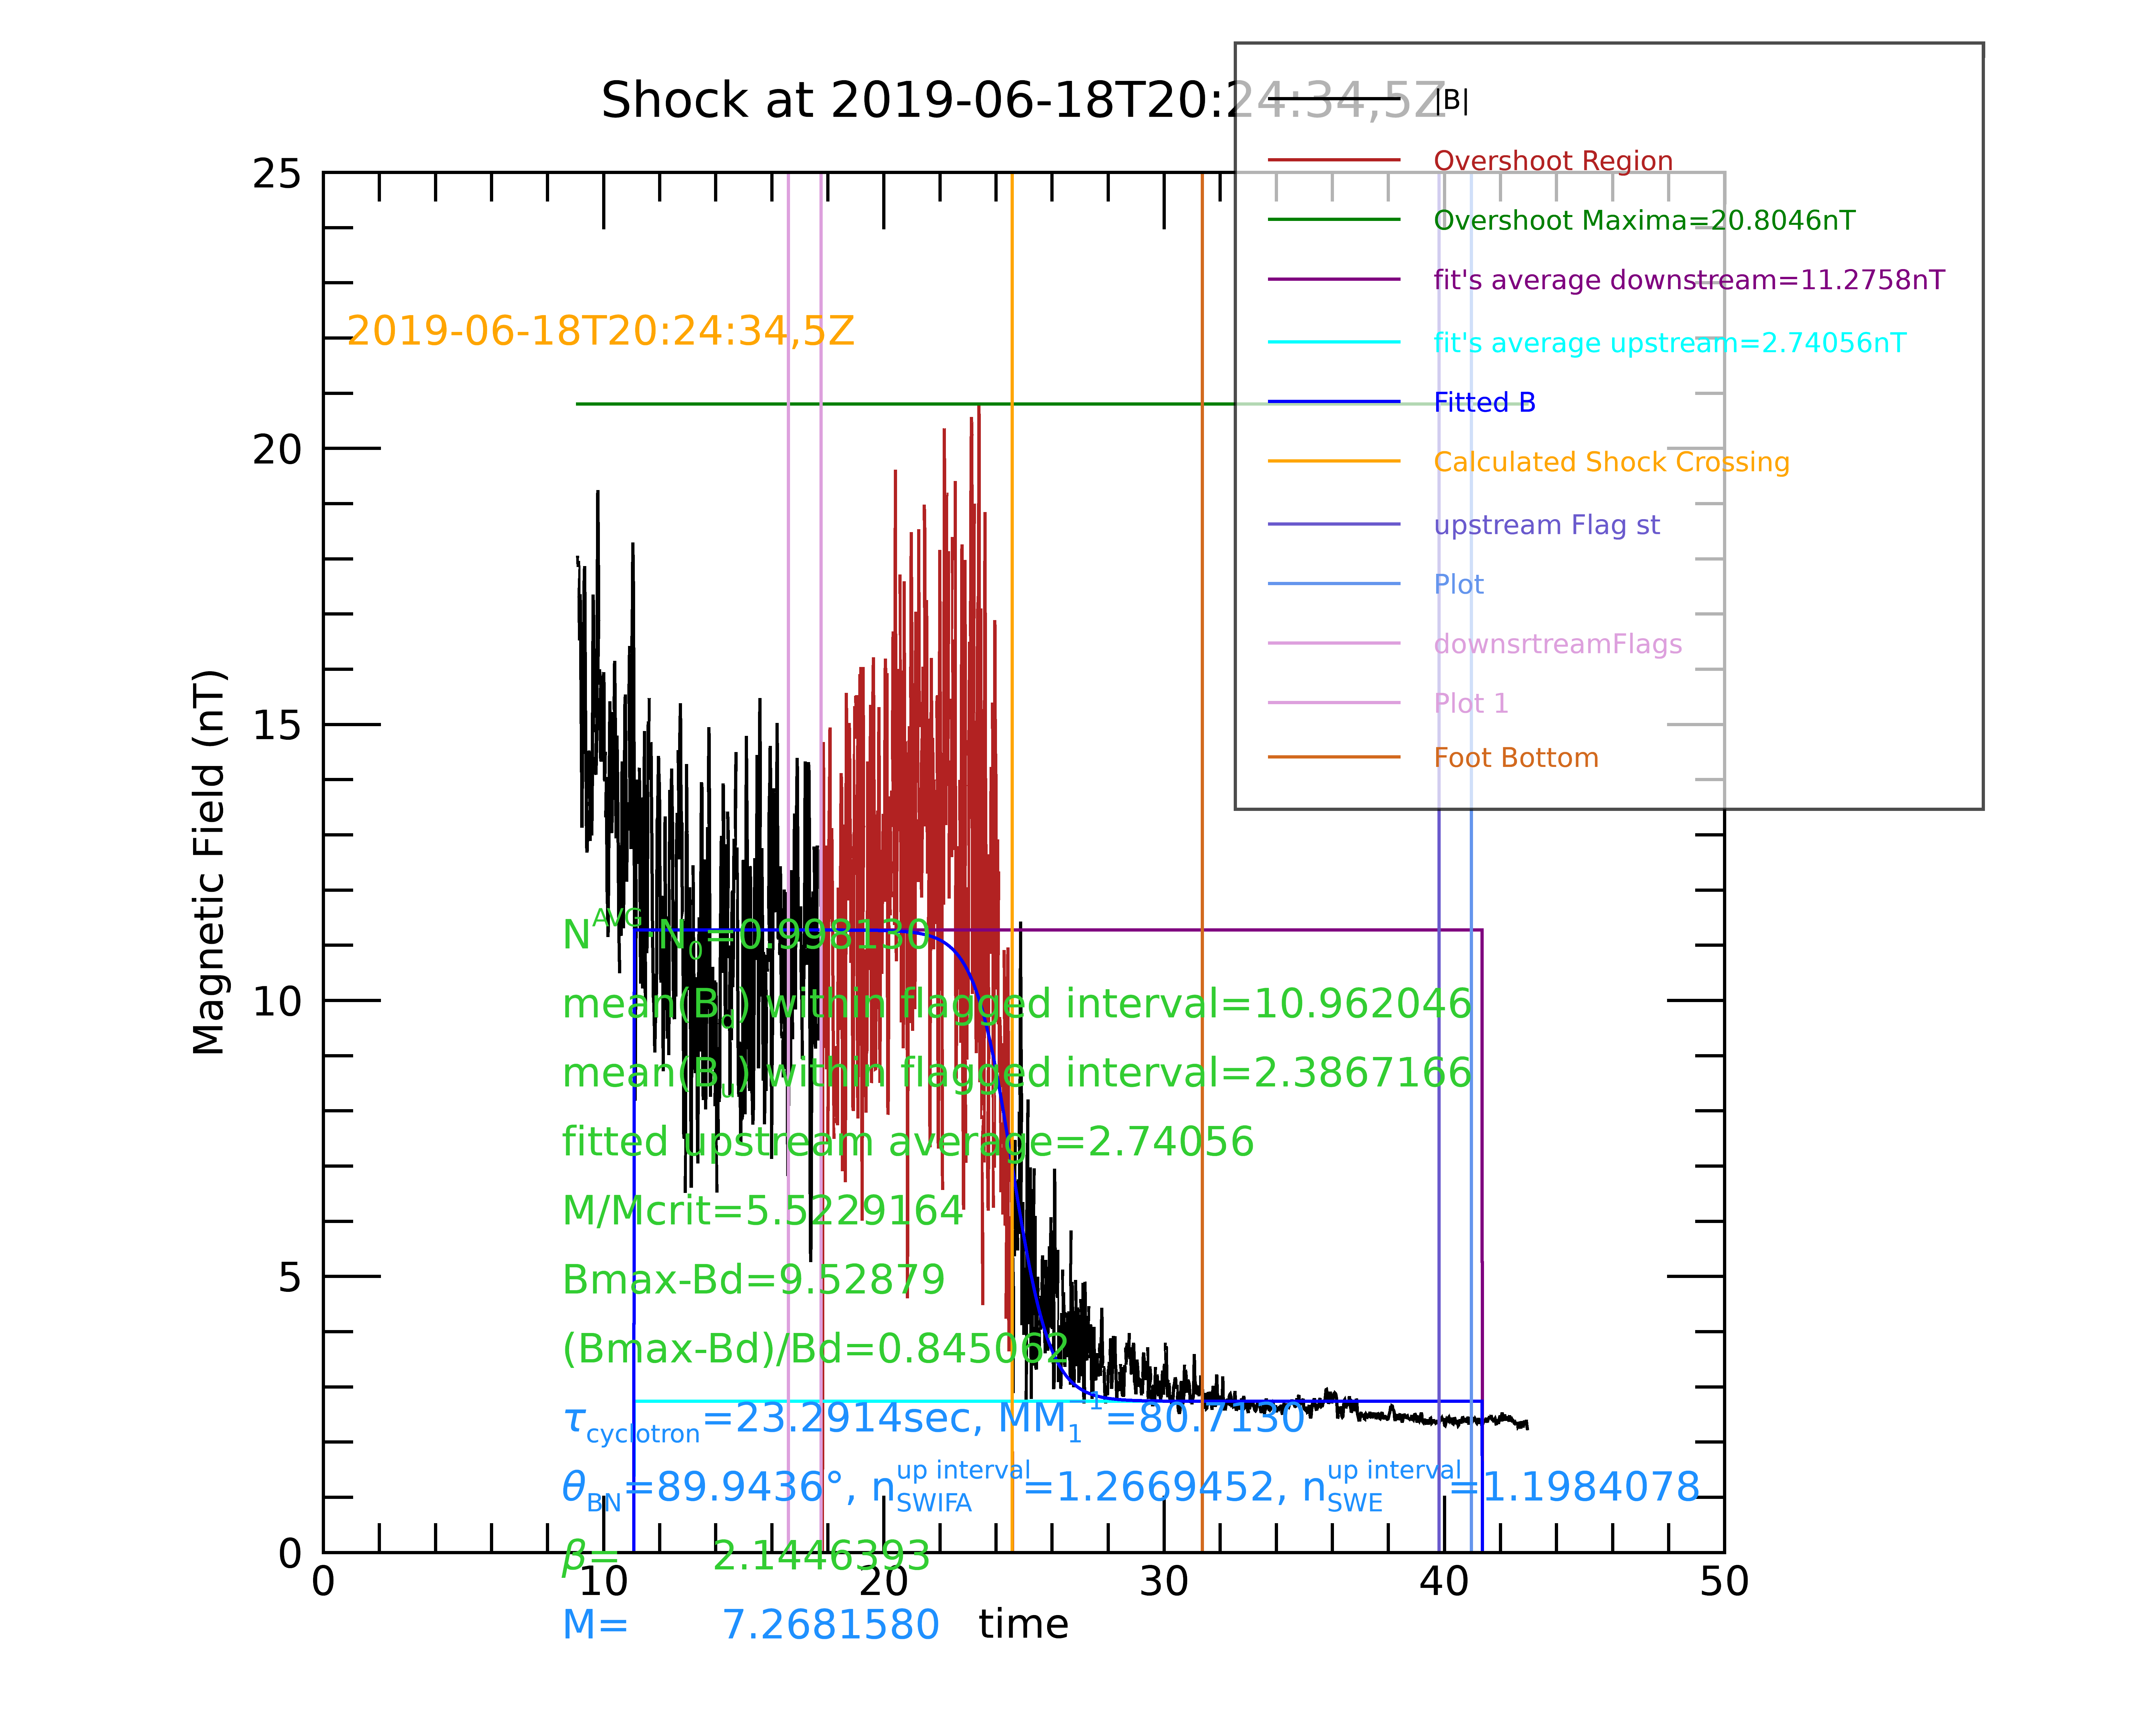 Shock at 2019-06-18T20:24:34,5Z
|B|
Overshoot Region
Overshoot Maxima=20.8046nT
fit's average downstream=11.2758nT
fit's average upstream=2.74056nT
Fitted B
Calculated Shock Crossing
upstream Flag st
Plot
downsrtreamFlags
Plot 1
Foot Bottom
2019-06-18T20:24:34,5Z
Magnetic Field (nT)
25
20
15
10
5
0
N^AVG·N_0=0.998130
mean(B_d) within flagged interval=10.962046
mean(B_u) within flagged interval=2.3867166
fitted upstream average=2.74056
M/Mcrit=5.5229164
Bmax-Bd=9.52879
(Bmax-Bd)/Bd=0.845062
τ_cyclotron=23.2914sec, MM_1^-1=80.7130
θ_BN=89.9436°, n_SWIFA^up interval=1.2669452, n_SWE^up interval=1.1984078
β= 2.1446393
M= 7.2681580
0 10 20 30 40 50
time